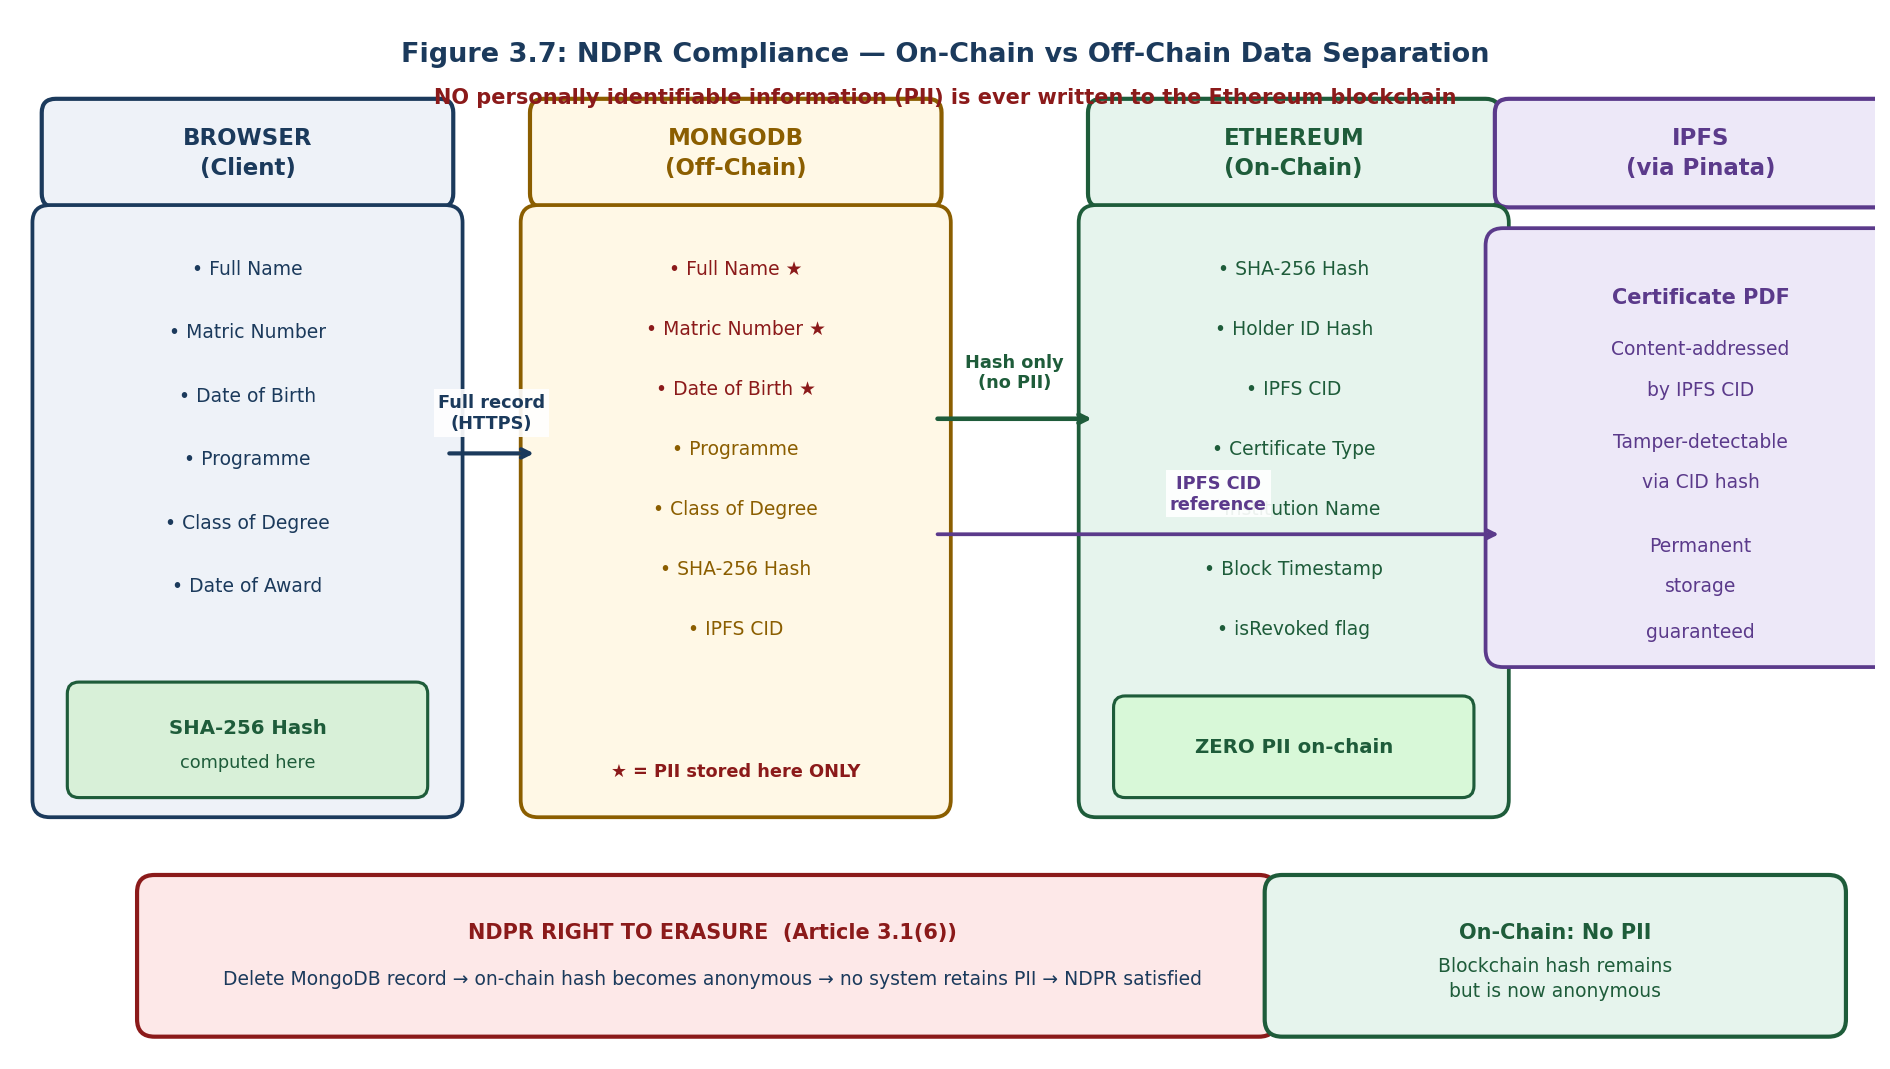 Figure 3.7: NDPR Compliance — On-Chain vs Off-Chain Data Separation
NO personally identifiable information (PII) is ever written to the Ethereum blockchain
BROWSER
(Client)
• Full Name
• Matric Number
• Date of Birth
• Programme
• Class of Degree
• Date of Award
SHA-256 Hash
computed here
Full record
(HTTPS)
MONGODB
(Off-Chain)
• Full Name ★
• Matric Number ★
• Date of Birth ★
• Programme
• Class of Degree
• SHA-256 Hash
• IPFS CID
★ = PII stored here ONLY
Hash only
(no PII)
ETHEREUM
(On-Chain)
• SHA-256 Hash
• Holder ID Hash
• IPFS CID
• Certificate Type
IPFS CID
reference
Name
• Block Timestamp
• isRevoked flag
ZERO PII on-chain
IPFS
(via Pinata)
Certificate PDF
Content-addressed
by IPFS CID
Tamper-detectable
via CID hash
Permanent
storage
guaranteed
NDPR RIGHT TO ERASURE (Article 3.1(6))
Delete MongoDB record → on-chain hash becomes anonymous → no system retains PII → NDPR satisfied
On-Chain: No PII
Blockchain hash remains
but is now anonymous